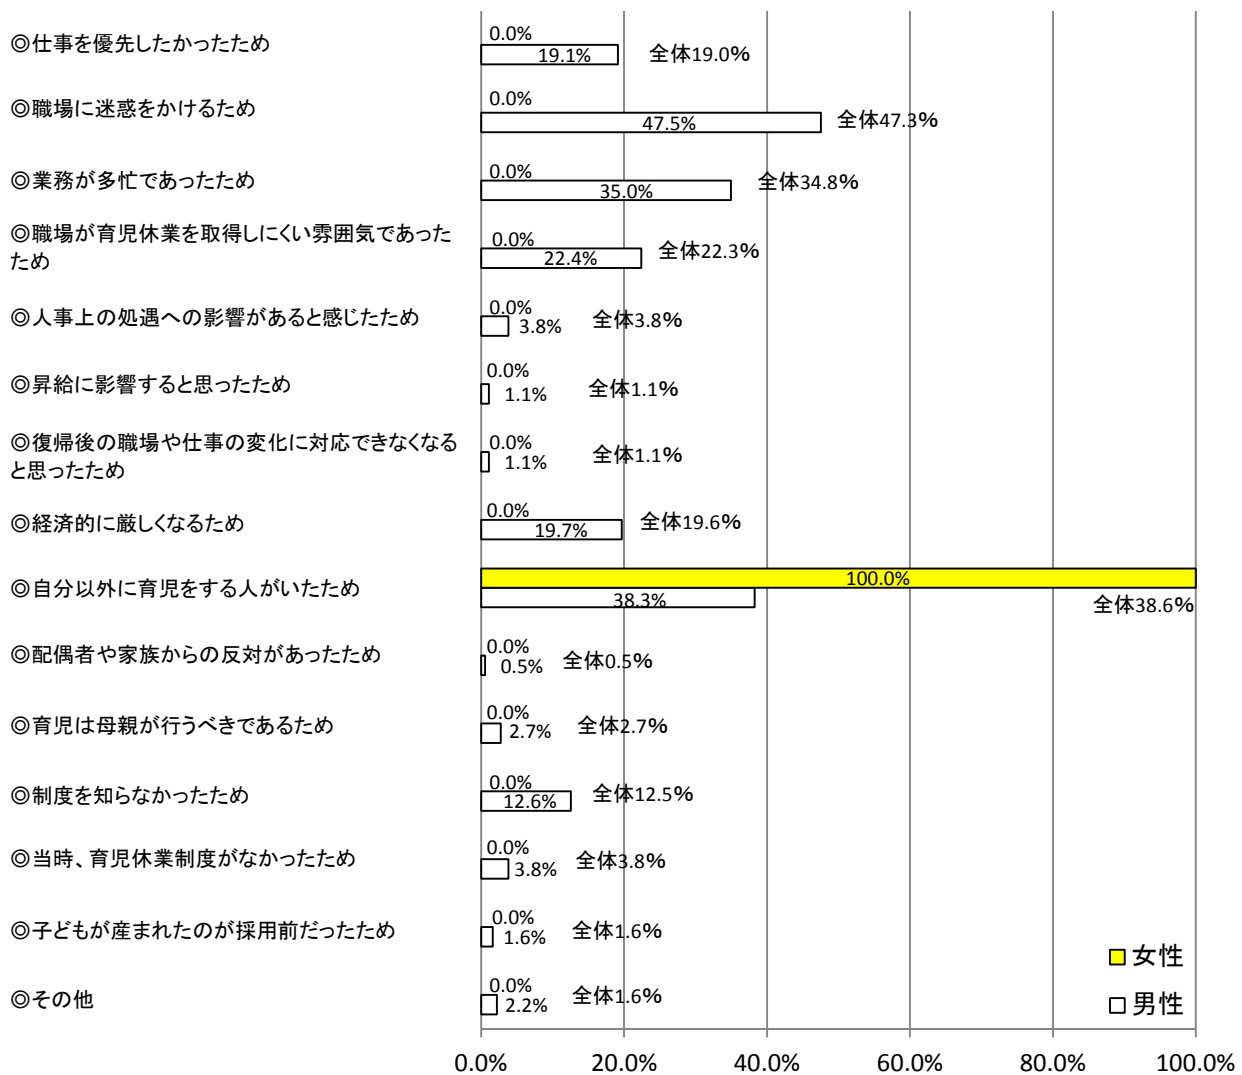 ◎仕事を優先したかったため
0.0%
19.1%
全体19.0%
◎職場に迷惑をかけるため
0.0%
47.5%
全体47.3%
◎業務が多忙であったため
0.0%
35.0%
全体34.8%
◎職場が育児休業を取得しにくい雰囲気であった
ため
0.0%
22.4%
全体22.3%
◎人事上の処遇への影響があると感じたため
0.0%
3.8%
全体3.8%
◎昇給に影響すると思ったため
0.0%
1.1%
全体1.1%
◎復帰後の職場や仕事の変化に対応できなくなる
と思ったため
0.0%
1.1%
全体1.1%
◎経済的に厳しくなるため
0.0%
19.7%
全体19.6%
◎自分以外に育児をする人がいたため
100.0%
38.3%
全体38.6%
◎配偶者や家族からの反対があったため
0.0%
0.5%
全体0.5%
◎育児は母親が行うべきであるため
0.0%
2.7%
全体2.7%
◎制度を知らなかったため
0.0%
12.6%
全体12.5%
◎当時、育児休業制度がなかったため
0.0%
3.8%
全体3.8%
◎子どもが産まれたのが採用前だったため
0.0%
1.6%
全体1.6%
◎その他
0.0%
2.2%
全体1.6%
女性
男性
0.0% 20.0% 40.0% 60.0% 80.0% 100.0%